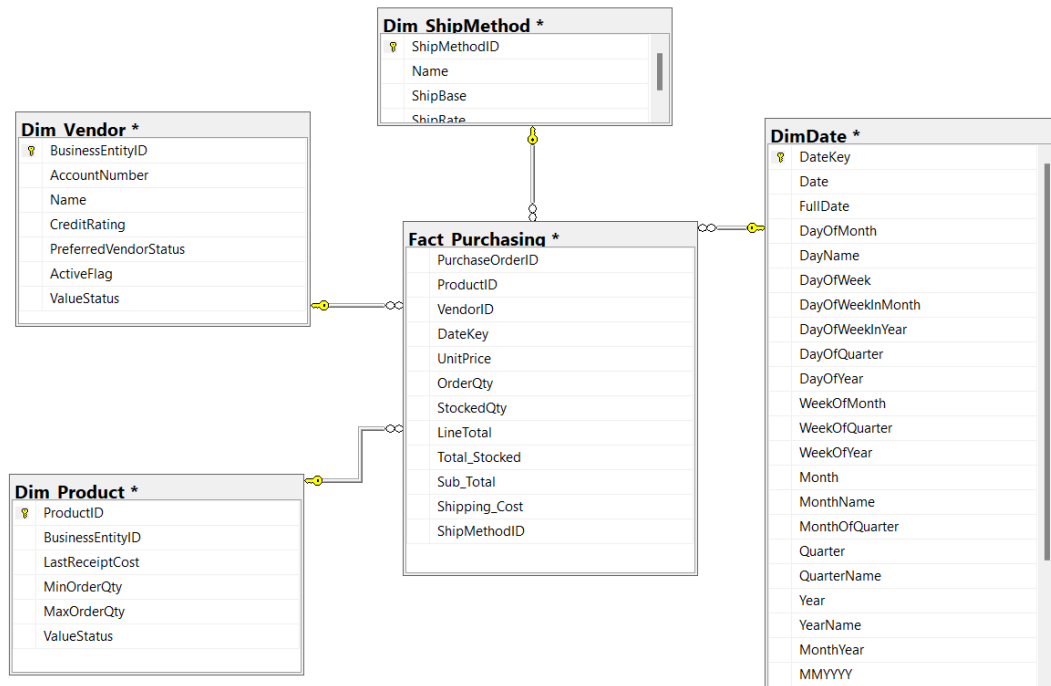 Dim_ShipMethod *
ShipMethodID
Name
ShipBase
ShipRate
Dim_Vendor *
BusinessEntityID
AccountNumber
Name
CreditRating
PreferredVendorStatus
ActiveFlag
ValueStatus
Fact_Purchasing *
PurchaseOrderID
ProductID
VendorID
DateKey
UnitPrice
OrderQty
StockedQty
LineTotal
Total_Stocked
Sub_Total
Shipping_Cost
ShipMethodID
Dim_Product *
ProductID
BusinessEntityID
LastReceiptCost
MinOrderQty
MaxOrderQty
ValueStatus
DimDate *
DateKey
Date
FullDate
DayOfMonth
DayName
DayOfWeek
DayOfWeekInMonth
DayOfWeekInYear
DayOfQuarter
DayOfYear
WeekOfMonth
WeekOfQuarter
WeekOfYear
Month
MonthName
MonthOfQuarter
Quarter
QuarterName
Year
YearName
MonthYear
MMYYYY